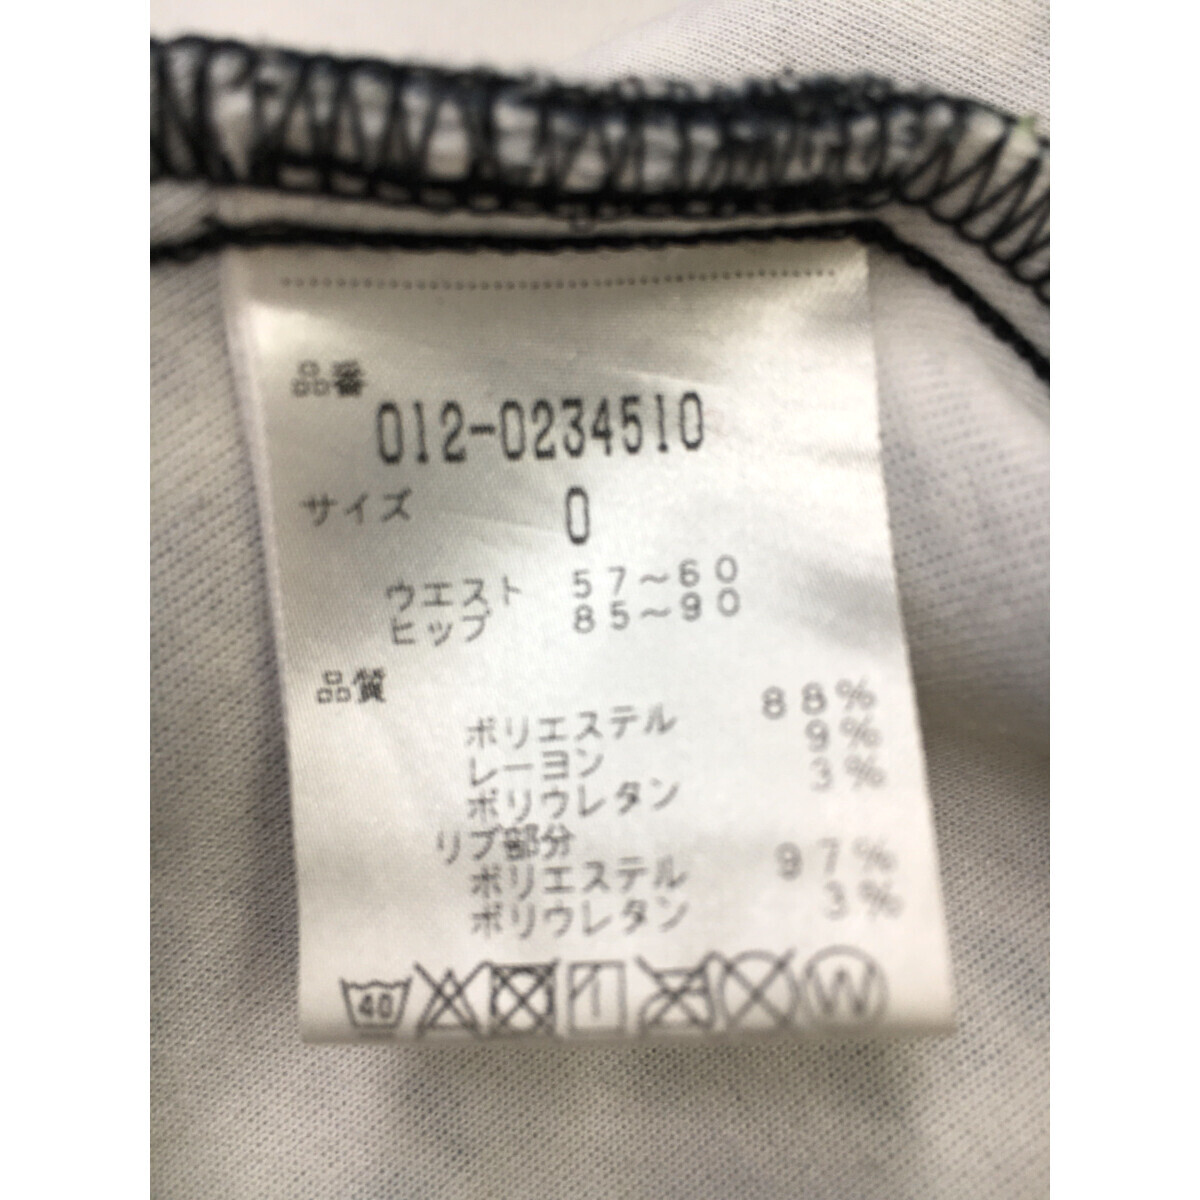 品番
012-0234510
サイズ 0
ウエスト 57~60
ヒップ 85~90
品質
ポリエステル 88%
レーヨン 9%
ポリウレタン 3%
リブ部分
ポリエステル 97%
ポリウレタン 3%
40 W